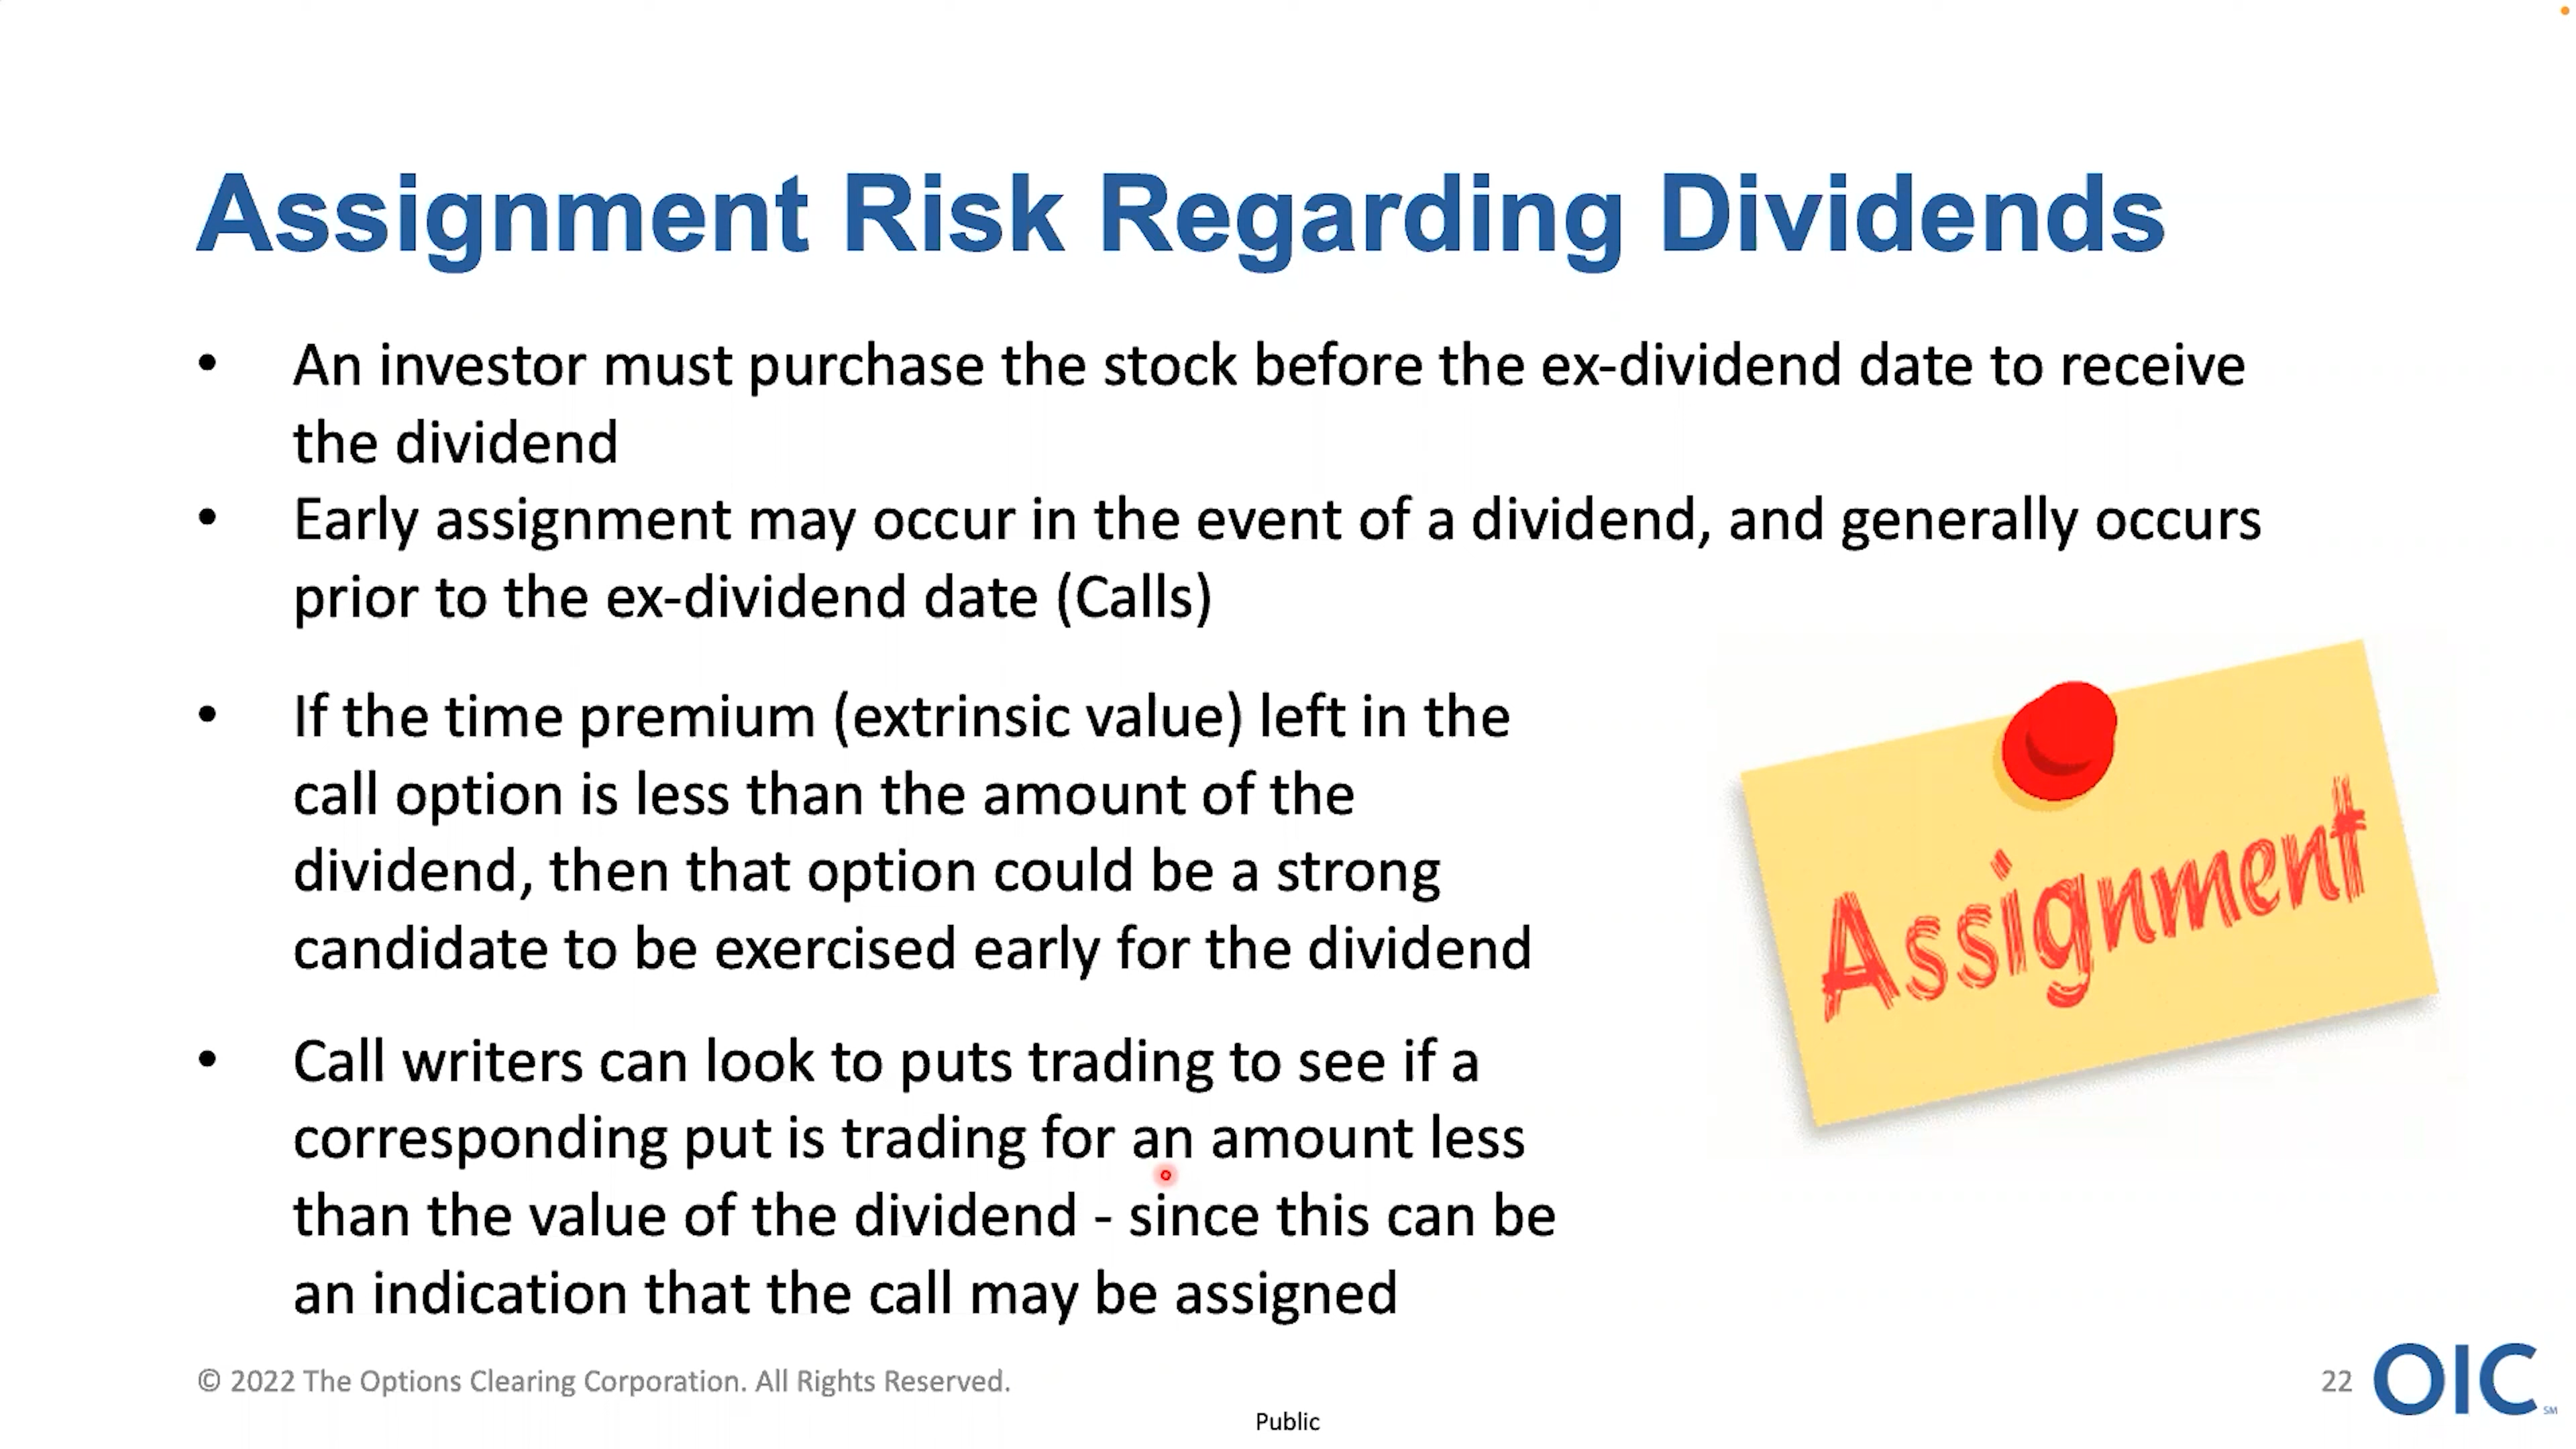 Assignment Risk Regarding Dividends
• An investor must purchase the stock before the ex-dividend date to receive
the dividend
• Early assignment may occur in the event of a dividend, and generally occurs
prior to the ex-dividend date (Calls)
• If the time premium (extrinsic value) left in the
call option is less than the amount of the
dividend, then that option could be a strong
candidate to be exercised early for the dividend
Assignment
• Call writers can look to puts trading to see if a
corresponding put is trading for an amount less
than the value of the dividend - since this can be
an indication that the call may be assigned
© 2022 The Options Clearing Corporation. All Rights Reserved.
22
OIC SM
Public